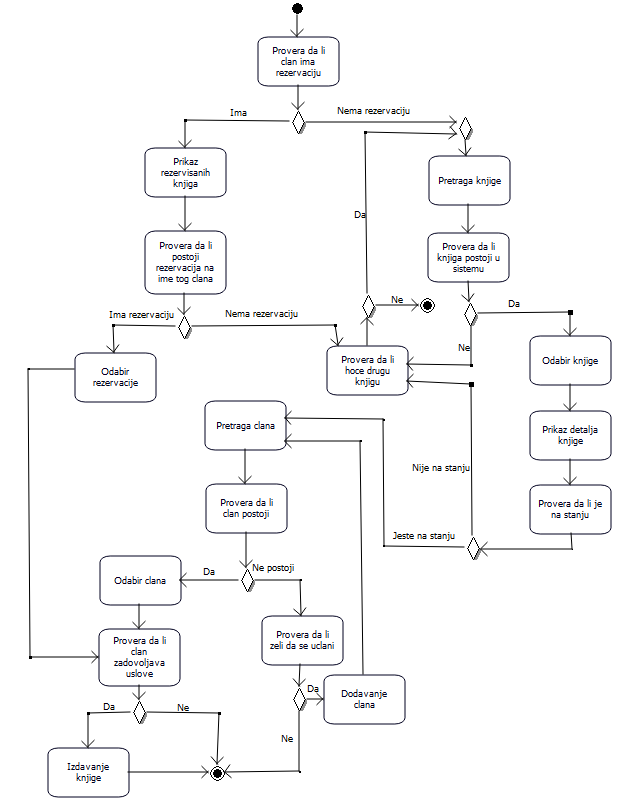 Provera da li
clan ima
rezervaciju
Ima
Nema rezervaciju
Prikaz
rezervisanih
knjiga
Pretraga knjige
Da
Provera da li
postoji
rezervacija na
ime tog clana
Provera da li
knjiga postoji u
sistemu
Ne
Da
Ima rezervaciju
Nema rezervaciju
Ne
Odabir
rezervacije
Provera da li
hoce drugu
knjigu
Odabir knjige
Pretraga clana
Prikaz detalja
knjige
Nije na stanju
Provera da li
clan postoji
Provera da li je
na stanju
Jeste na stanju
Da
Ne postoji
Odabir clana
Provera da li
clan
zadovoljava
uslove
Provera da li
zeli da se uclani
Da
Dodavanje
clana
Da
Ne
Ne
Izdavanje
knjige